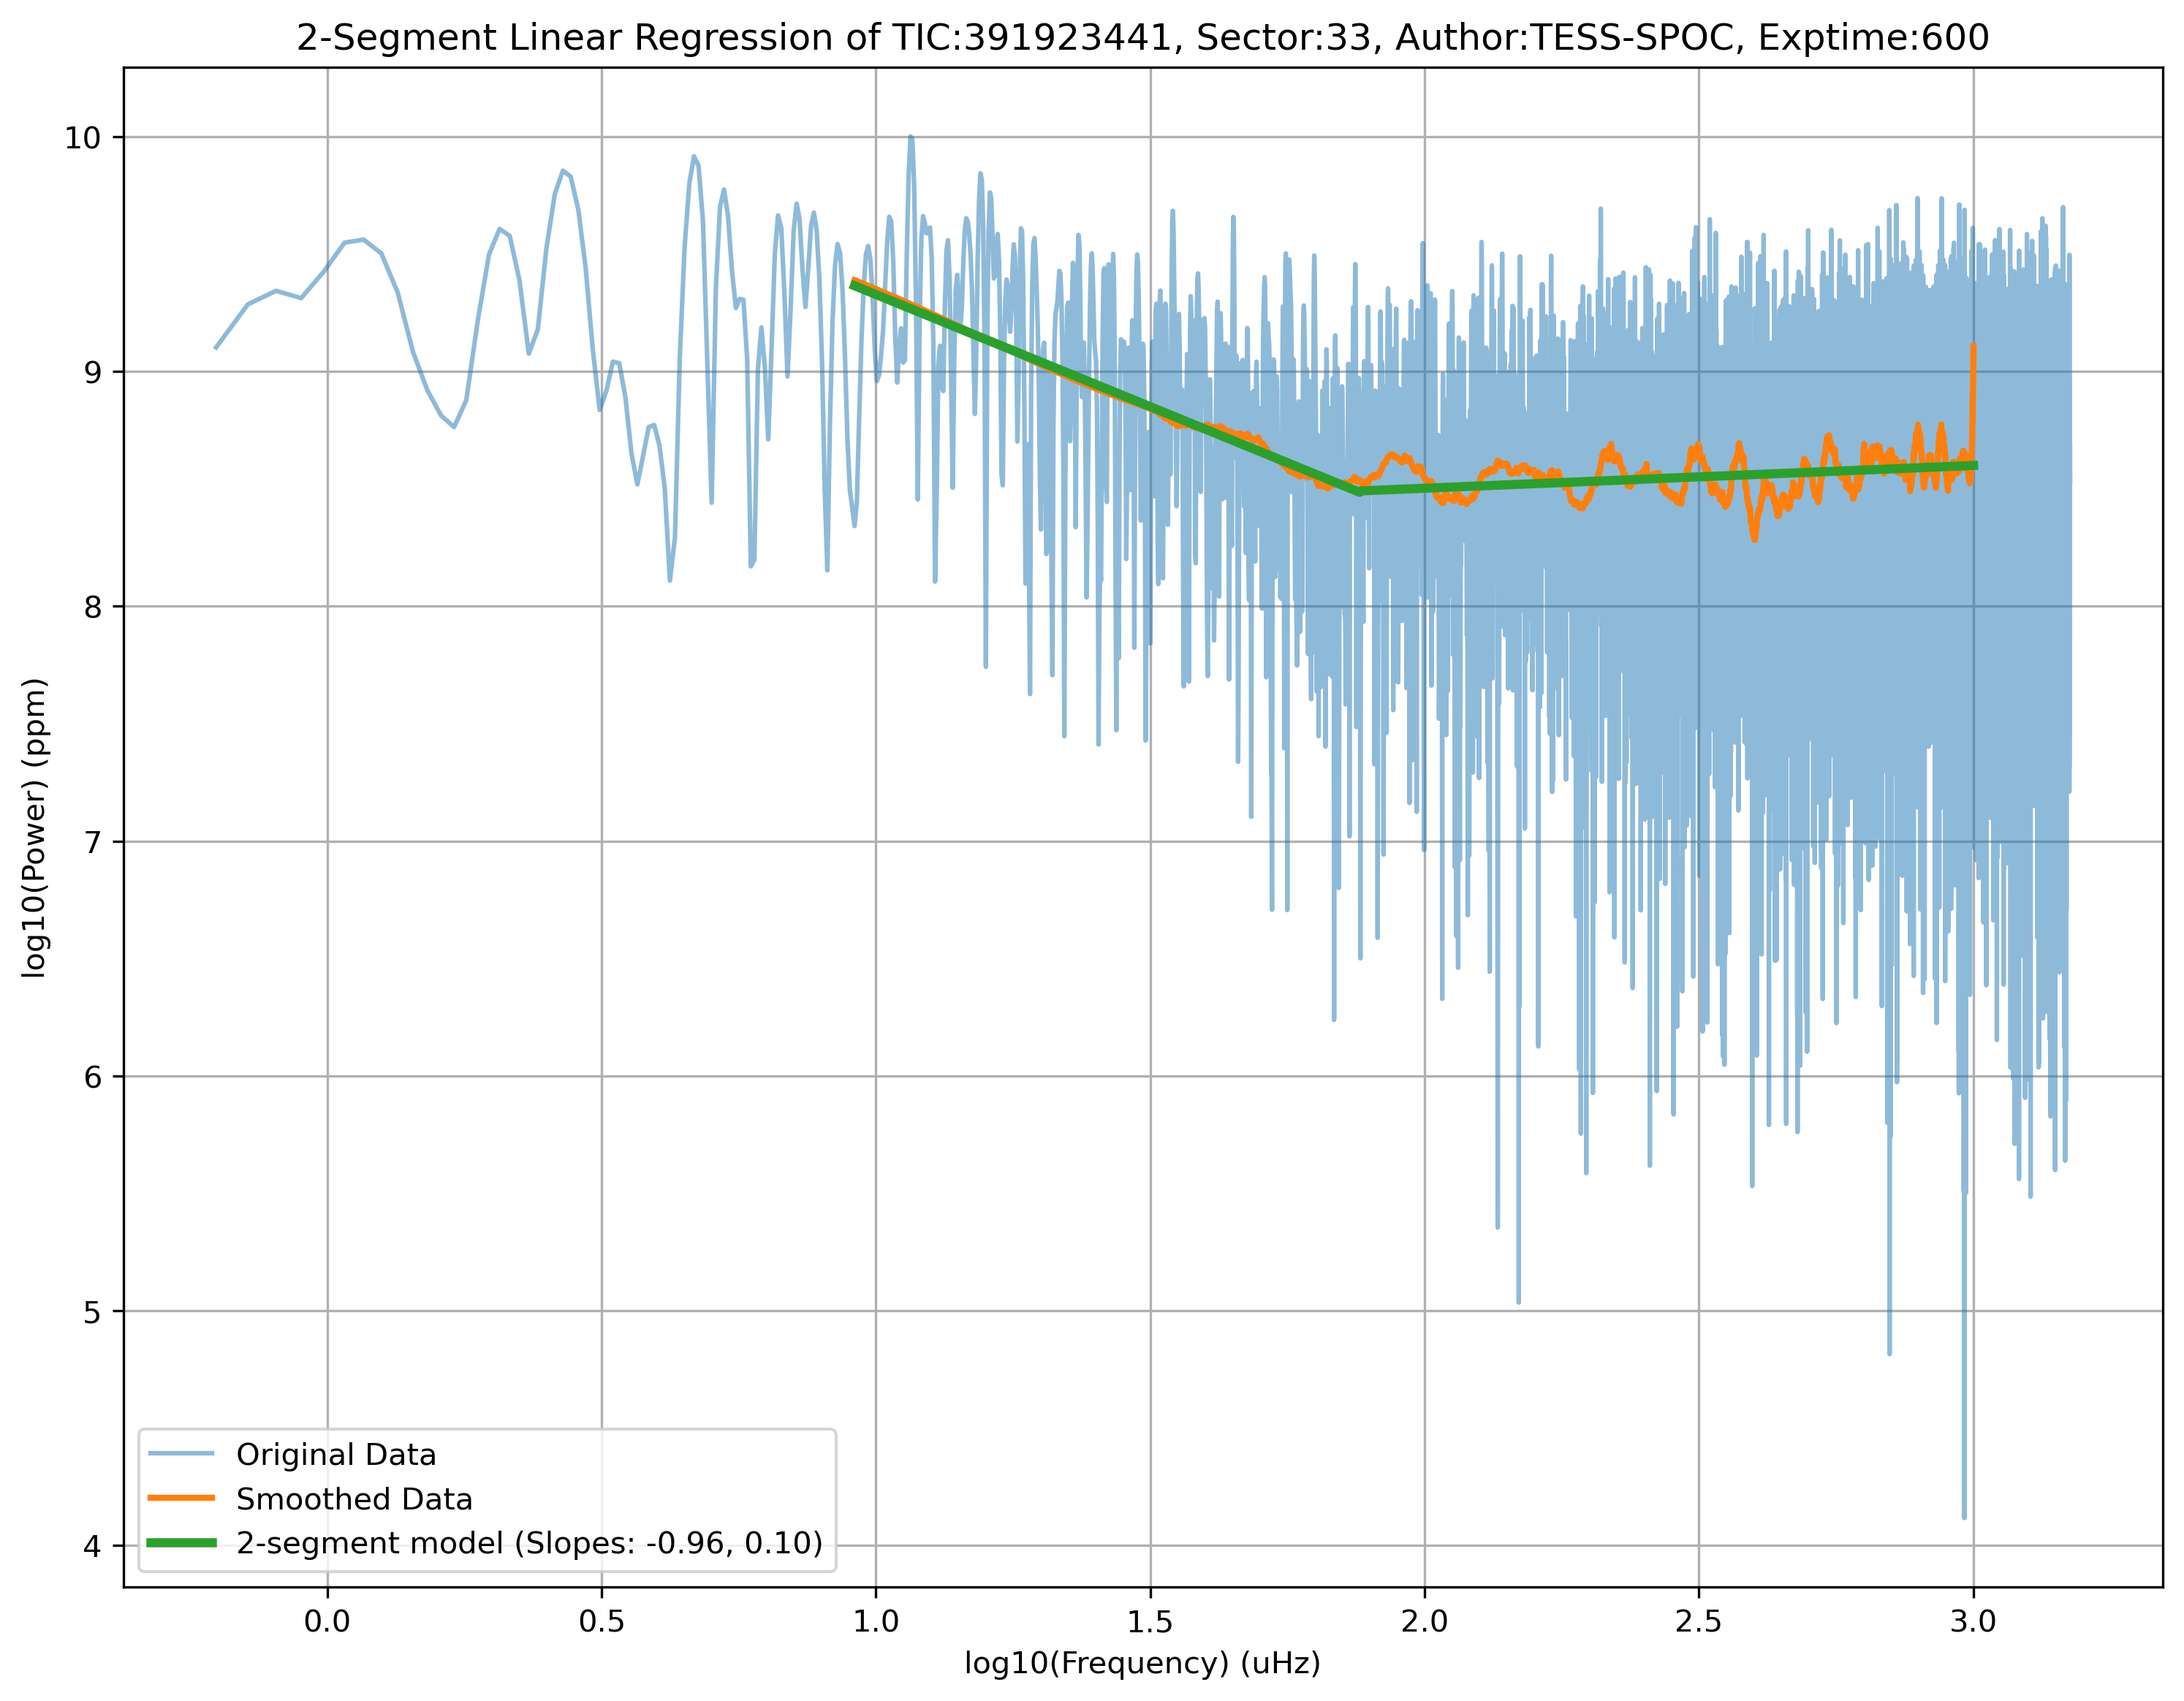 2-Segment Linear Regression of TIC:391923441, Sector:33, Author:TESS-SPOC, Exptime:600
log10(Power) (ppm)
10
9
8
7
6
5
4
Original Data
Smoothed Data
2-segment model (Slopes: -0.96, 0.10)
0.0 0.5 1.0 1.5 2.0 2.5 3.0
log10(Frequency) (uHz)